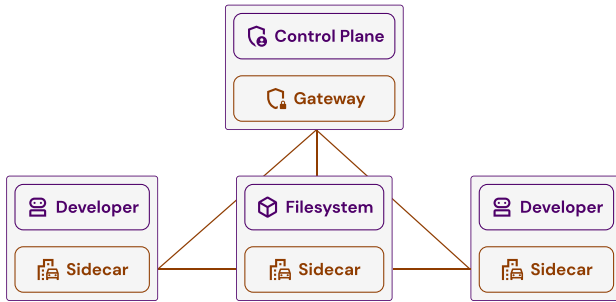 Control Plane
Gateway
Developer
Filesystem
Developer
Sidecar
Sidecar
Sidecar